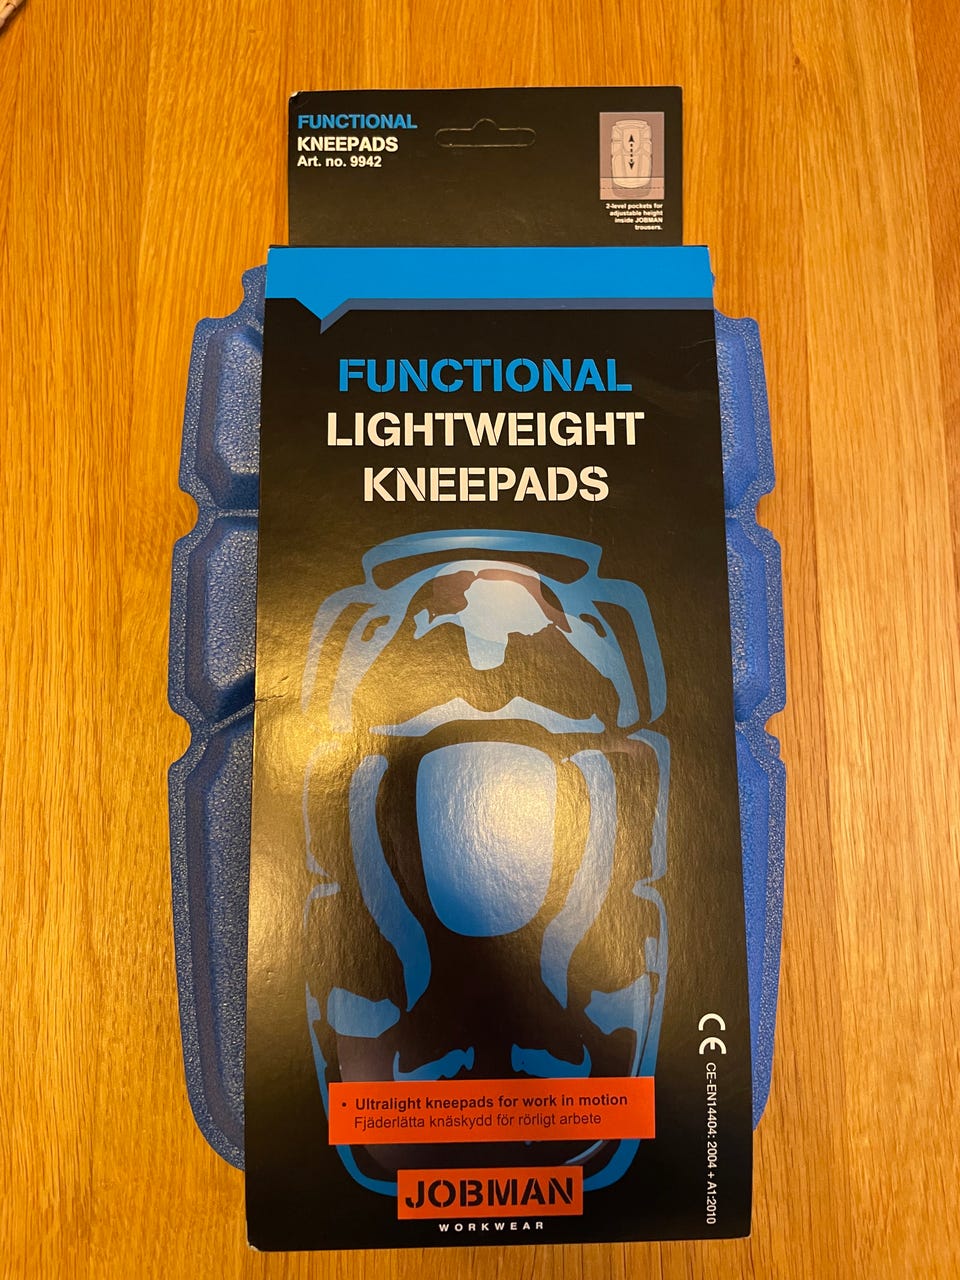 FUNCTIONAL
KNEEPADS
Art. no. 9942
2-level pockets for
adjustable height
inside JOBMAN
trousers.
FUNCTIONAL
LIGHTWEIGHT
KNEEPADS
• Ultralight kneepads for work in motion
Fjäderlätta knäskydd för rörligt arbete
CE CE-EN14404: 2004 + A1:2010
JOBMAN
WORKWEAR